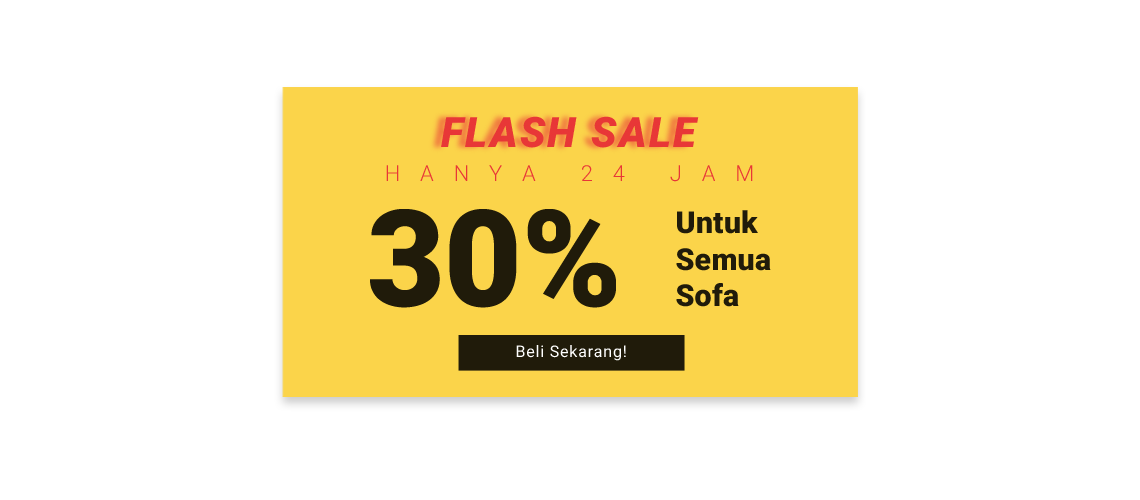 FLASH SALE
HANYA 24 JAM
30%
Untuk
Semua
Sofa
Beli Sekarang!